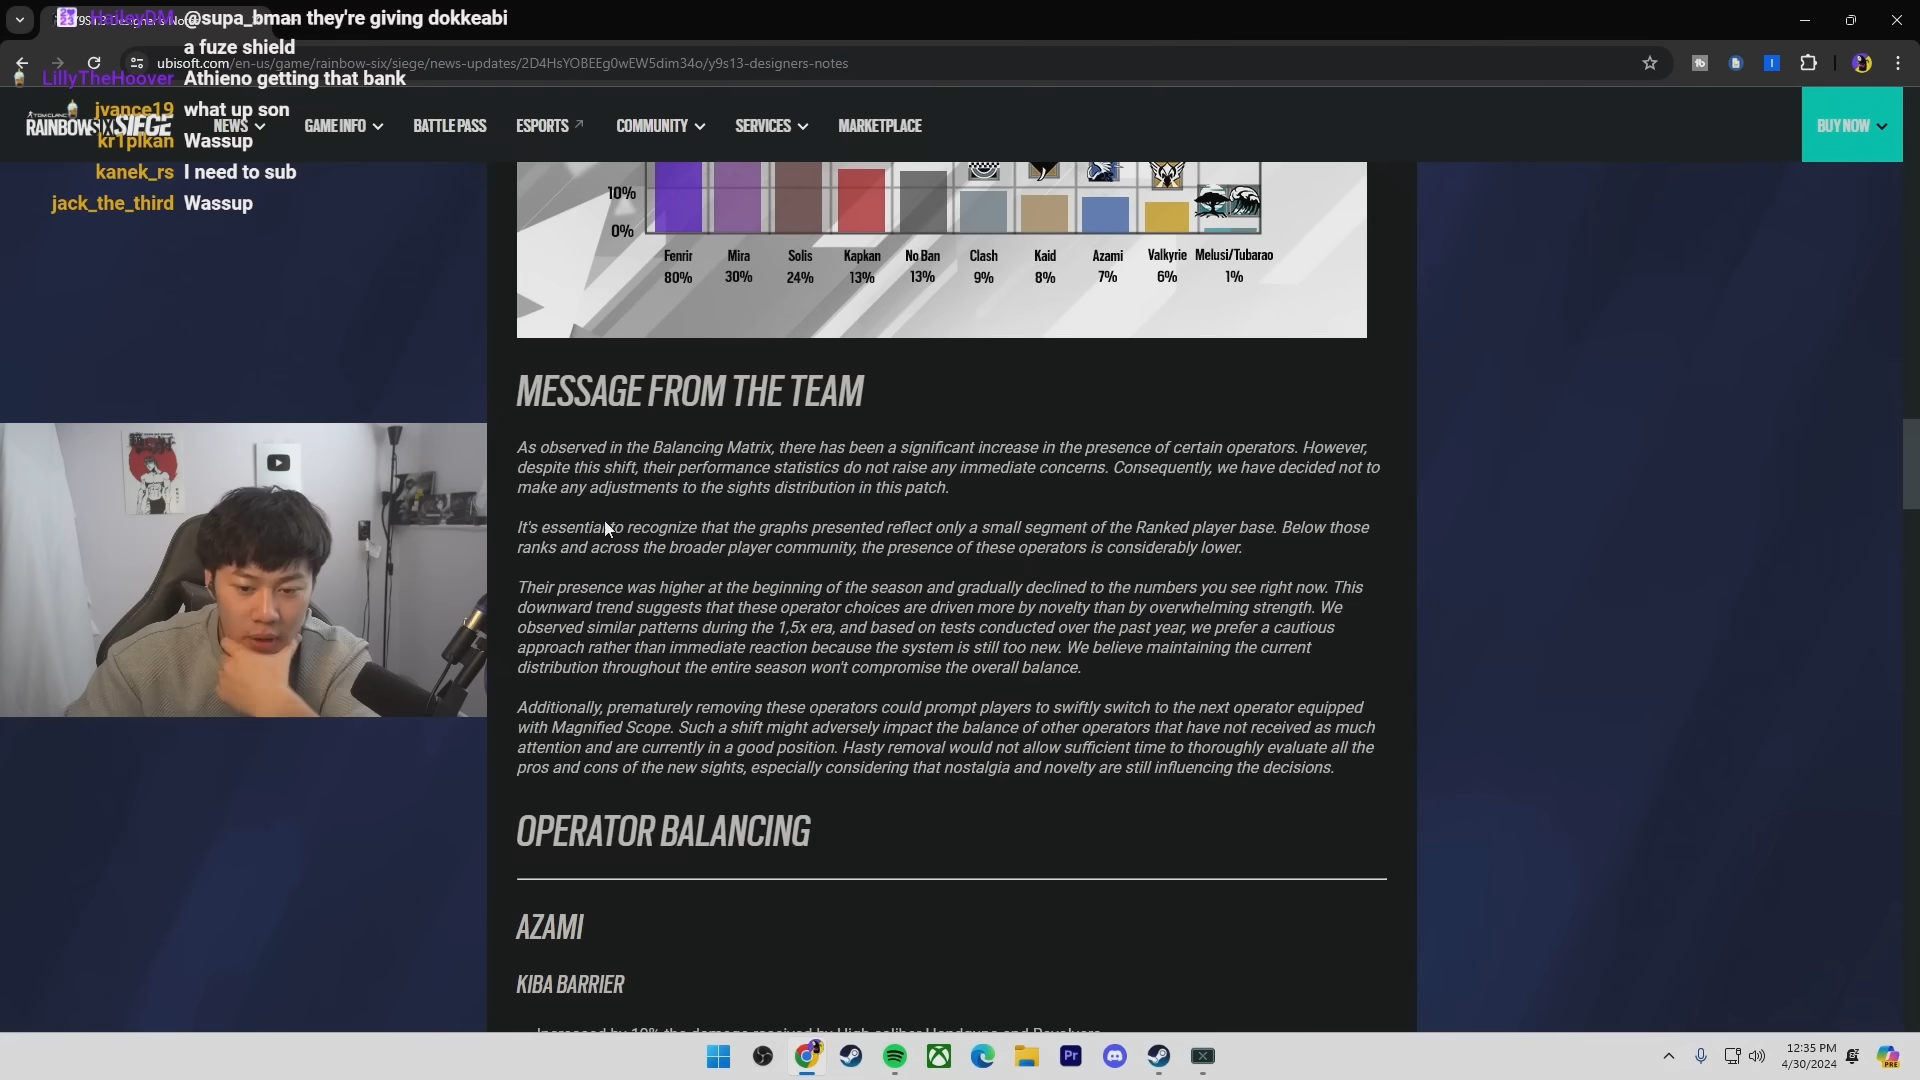 HaileyDM @supa_bman they're giving dokkeabi
a fuze shield
ubisoft.com/en-us/game/rainbow-six/siege/news-updates/2D4HsYOBEEg0wEW5dim34o/y9s13-designers-notes
LillyTheHoover Athieno getting that bank
jvance19 what up son
RAINBOWSIX SIEGE
NEWS GAME INFO BATTLE PASS ESPORTS COMMUNITY SERVICES MARKETPLACE BUY NOW
kr1plkan Wassup
kanek_rs I need to sub
jack_the_third Wassup
10%
0%
Fenrir Mira Solis Kapkan No Ban Clash Kaid Azami Valkyrie Melusi/Tubarao
80% 30% 24% 13% 13% 9% 8% 7% 6% 1%
MESSAGE FROM THE TEAM
As observed in the Balancing Matrix, there has been a significant increase in the presence of certain operators. However,
despite this shift, their performance statistics do not raise any immediate concerns. Consequently, we have decided not to
make any adjustments to the sights distribution in this patch.
It's essential to recognize that the graphs presented reflect only a small segment of the Ranked player base. Below those
ranks and across the broader player community, the presence of these operators is considerably lower.
Their presence was higher at the beginning of the season and gradually declined to the numbers you see right now. This
downward trend suggests that these operator choices are driven more by novelty than by overwhelming strength. We
observed similar patterns during the 1,5x era, and based on tests conducted over the past year, we prefer a cautious
approach rather than immediate reaction because the system is still too new. We believe maintaining the current
distribution throughout the entire season won't compromise the overall balance.
Additionally, prematurely removing these operators could prompt players to swiftly switch to the next operator equipped
with Magnified Scope. Such a shift might adversely impact the balance of other operators that have not received as much
attention and are currently in a good position. Hasty removal would not allow sufficient time to thoroughly evaluate all the
pros and cons of the new sights, especially considering that nostalgia and novelty are still influencing the decisions.
OPERATOR BALANCING
AZAMI
KIBA BARRIER
Increased by 10% the damage received by High-caliber Handguns and Revolvers
12:35 PM
4/30/2024